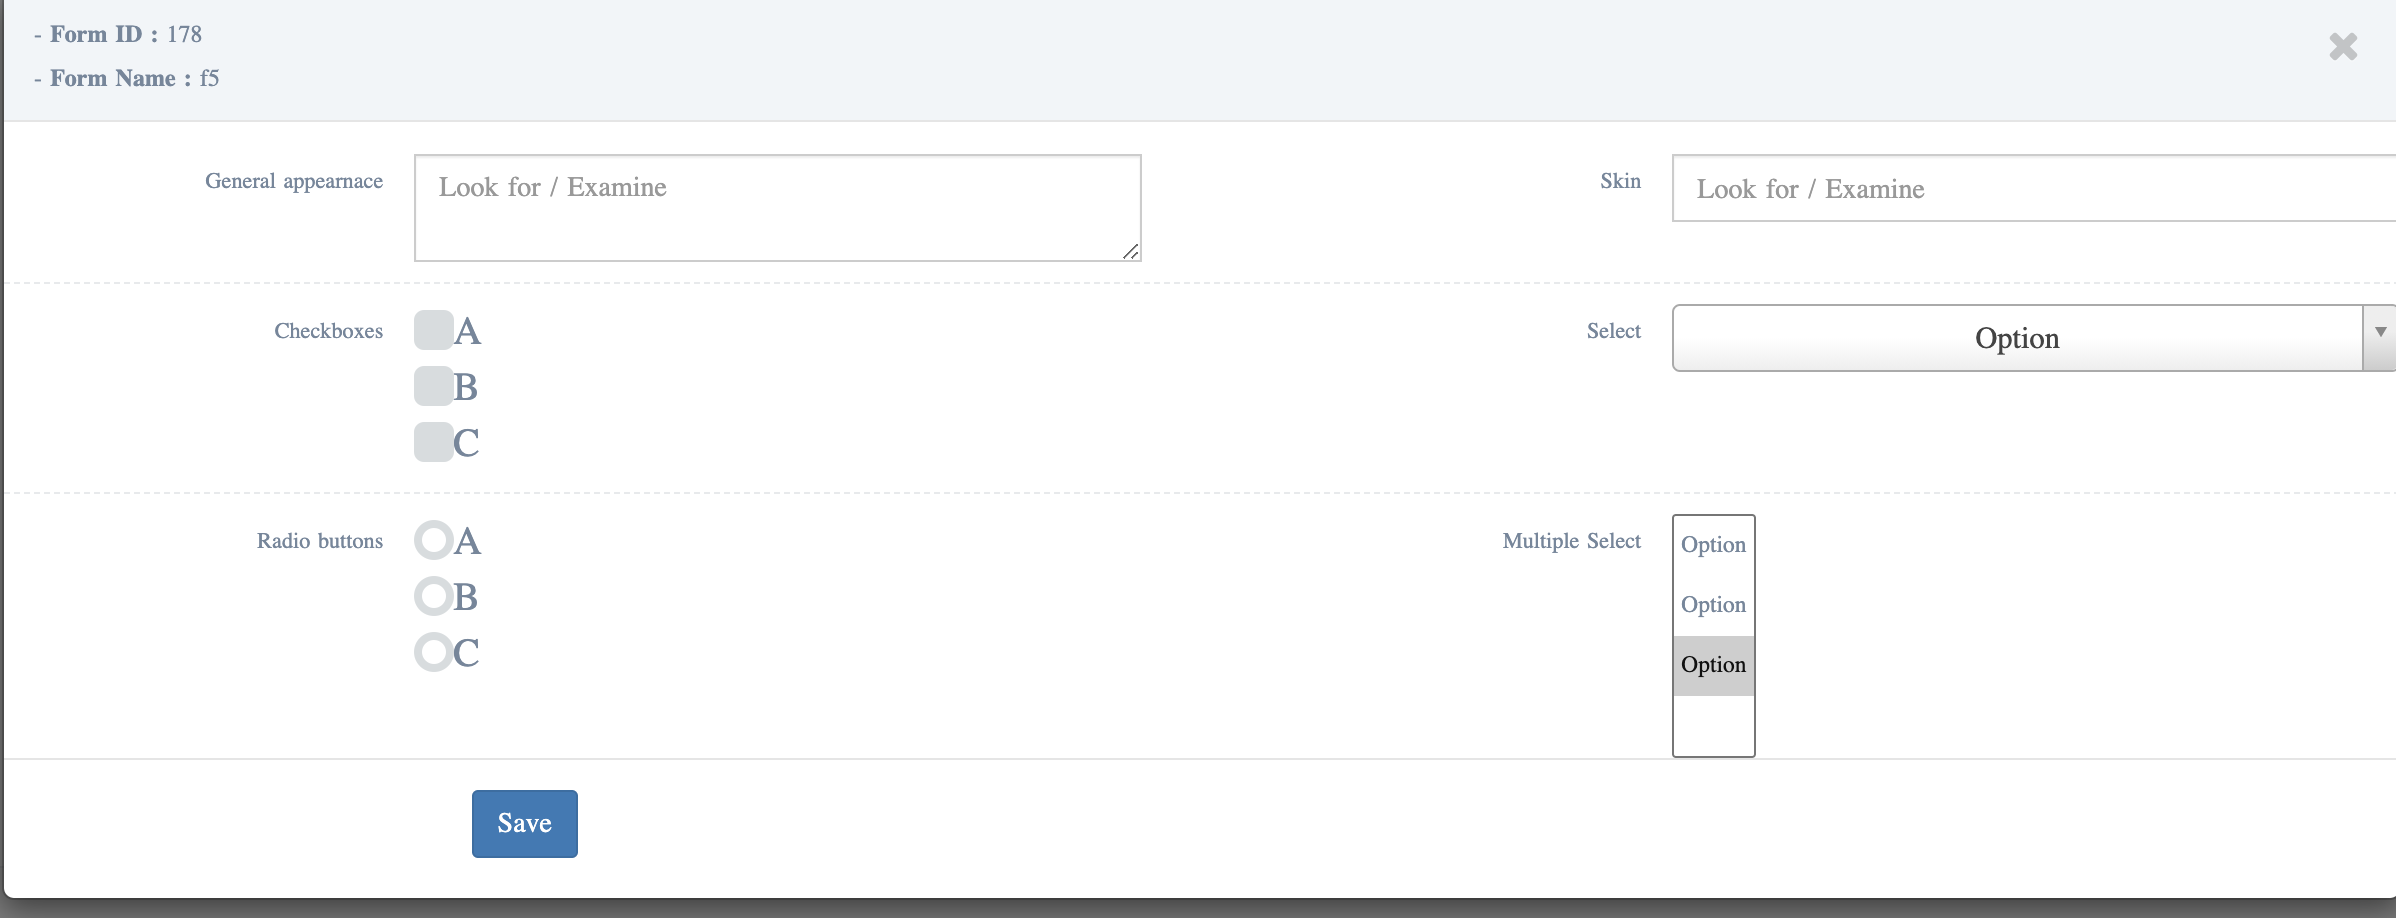 - Form ID : 178
- Form Name : f5
General appearnace
Look for / Examine
Skin
Look for / Examine
Checkboxes
A
B
C
Select
Option
Radio buttons
A
B
C
Multiple Select
Option
Option
Option
Save